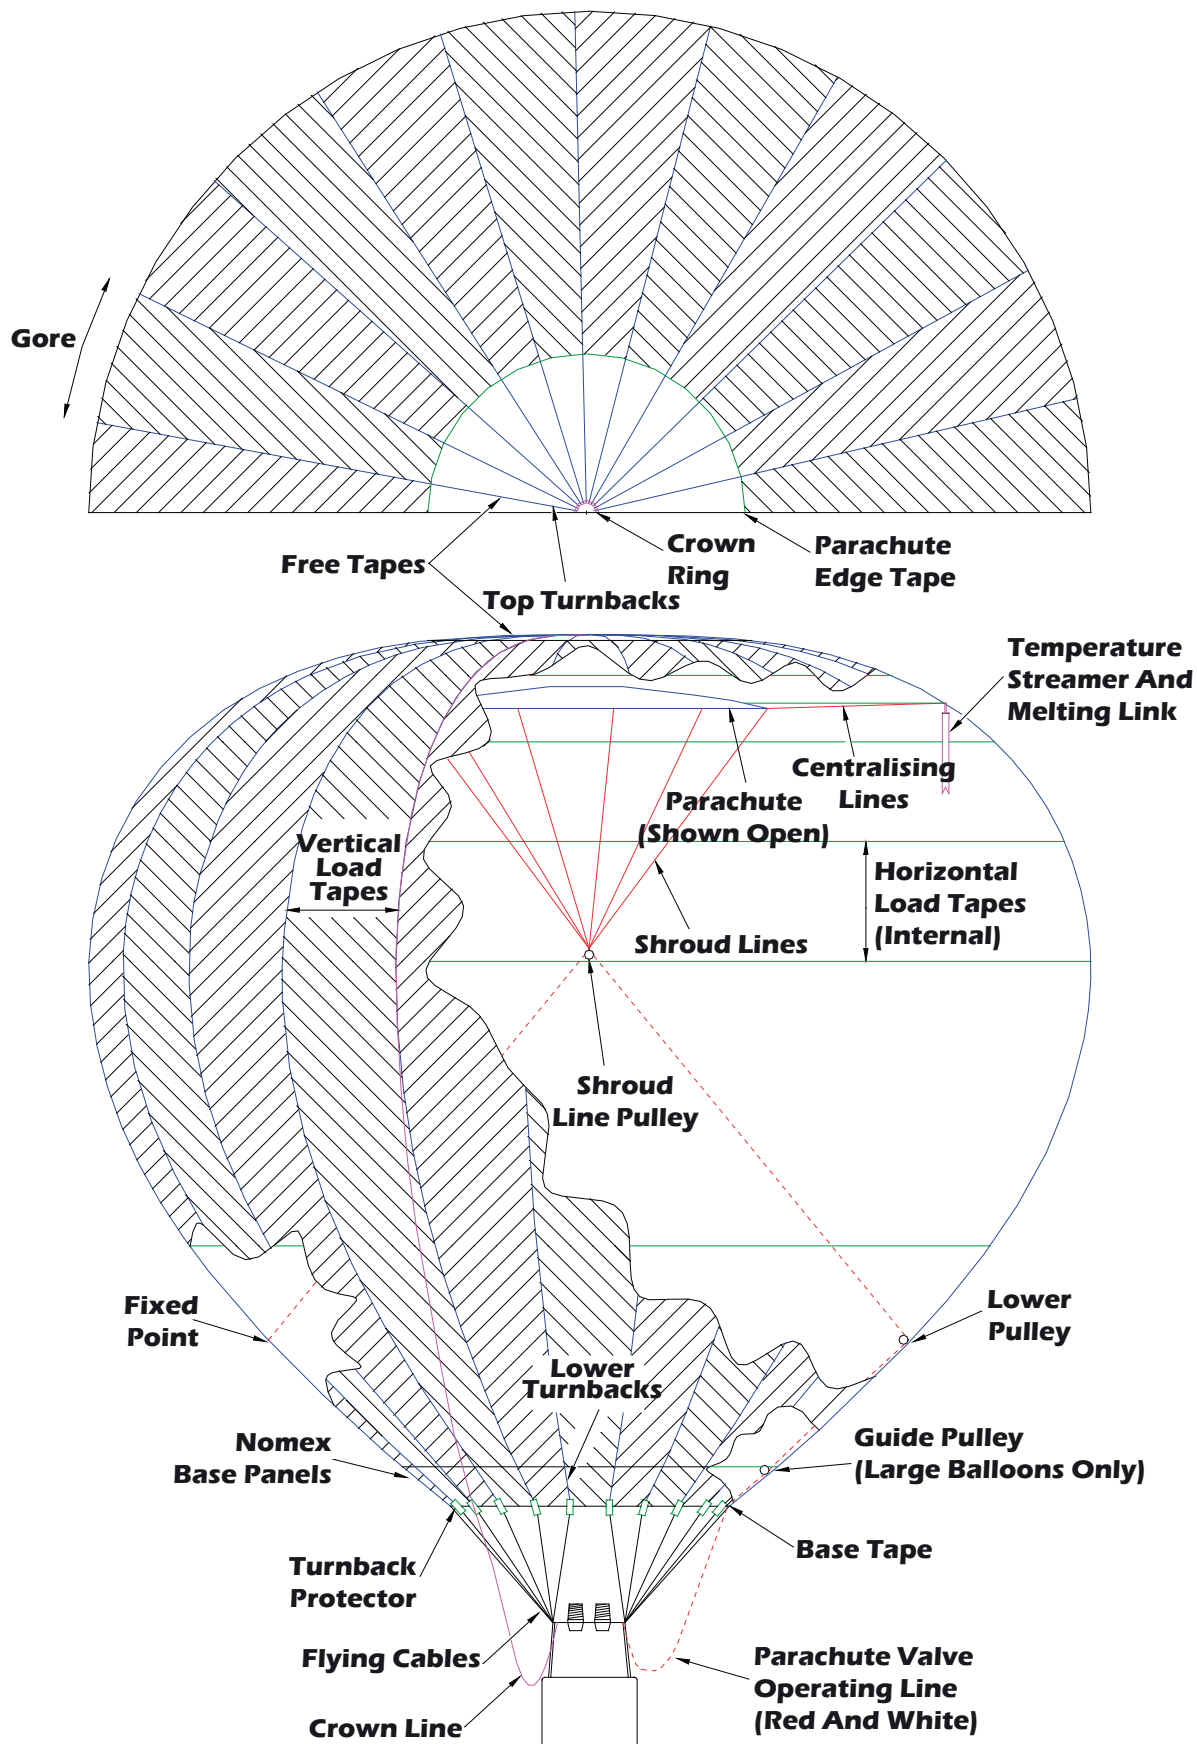 Gore
Free Tapes
Top Turnbacks
Crown
Ring
Parachute
Edge Tape
Temperature
Streamer And
Melting Link
Centralising
Lines
Parachute
(Shown Open)
Vertical
Load
Tapes
Horizontal
Load Tapes
(Internal)
Shroud Lines
Shroud
Line Pulley
Fixed
Point
Lower
Pulley
Lower
Turnbacks
Nomex
Base Panels
Guide Pulley
(Large Balloons Only)
Base Tape
Turnback
Protector
Flying Cables
Crown Line
Parachute Valve
Operating Line
(Red And White)